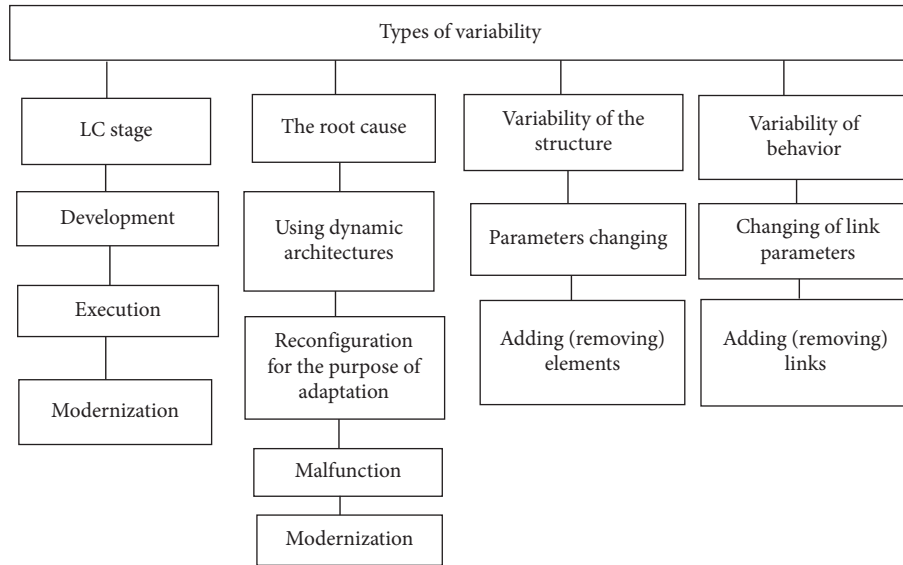 Types of variability
LC stage
Development
Execution
Modernization
The root cause
Using dynamic
architectures
Reconfiguration
for the purpose of
adaptation
Malfunction
Modernization
Variability of the
structure
Parameters changing
Adding (removing)
elements
Variability of
behavior
Changing of link
parameters
Adding (removing)
links